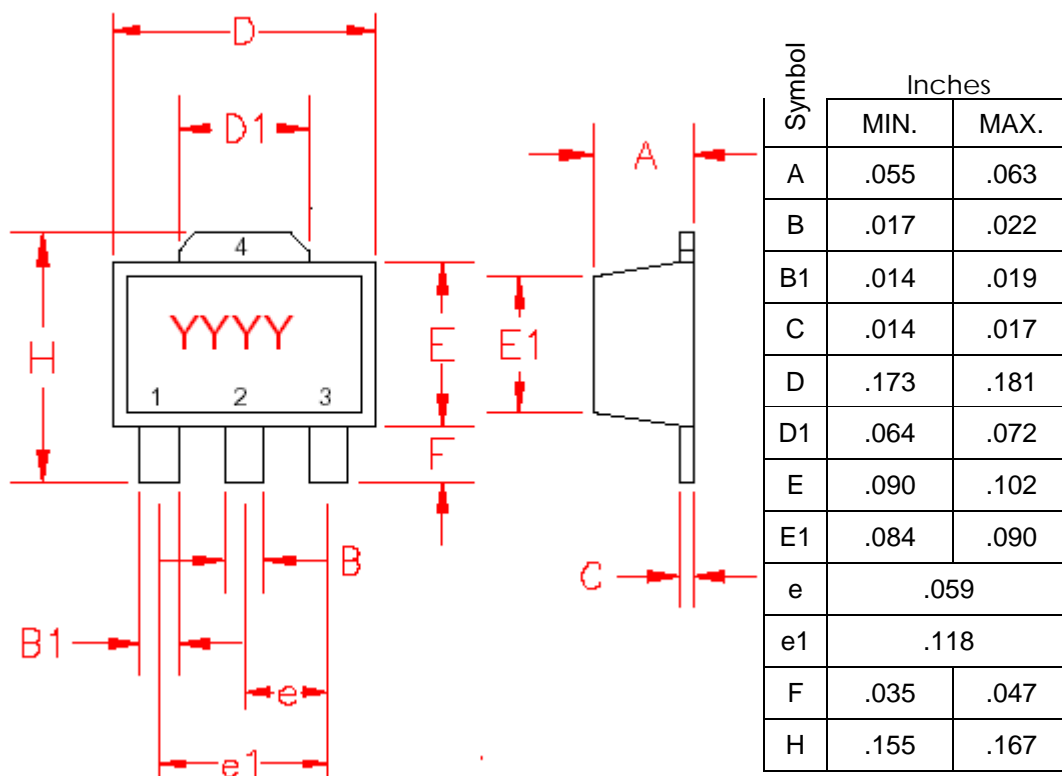 D
D1
A
4
H
YYYY
E
E1
1 2 3
F
B
C
B1
e
e1
Symbol Inches
MIN. MAX.
A .055 .063
B .017 .022
B1 .014 .019
C .014 .017
D .173 .181
D1 .064 .072
E .090 .102
E1 .084 .090
e .059
e1 .118
F .035 .047
H .155 .167